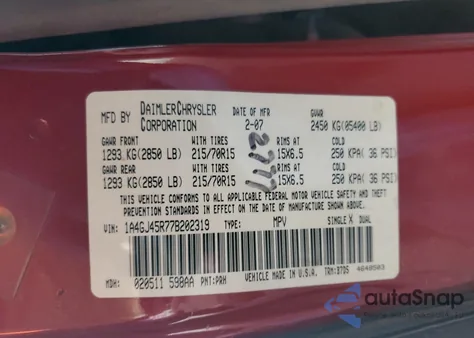 MFD BY DAIMLERCHRYSLER CORPORATION DATE OF MFR 2-07 GVWR 2450 KG(05400 LB)
GAWR FRONT WITH TIRES RIMS AT COLD
1293 KG(2850 LB) 215/70R15 15X6.5 250 KPA(36 PSI)
GAWR REAR WITH TIRES RIMS AT COLD
1293 KG(2850 LB) 215/70R15 15X6.5 250 KPA(36 PSI)
THIS VEHICLE CONFORMS TO ALL APPLICABLE FEDERAL MOTOR VEHICLE SAFETY AND THEFT
PREVENTION STANDARDS IN EFFECT ON THE DATE OF MANUFACTURE SHOWN ABOVE.
VIN: 1A4GJ45R77B202319 TYPE: MPV SINGLE X DUAL
MDH: 020511 598AA PNT: PRH VEHICLE MADE IN U.S.A. TRM: 37D5 4640503
autoSnap